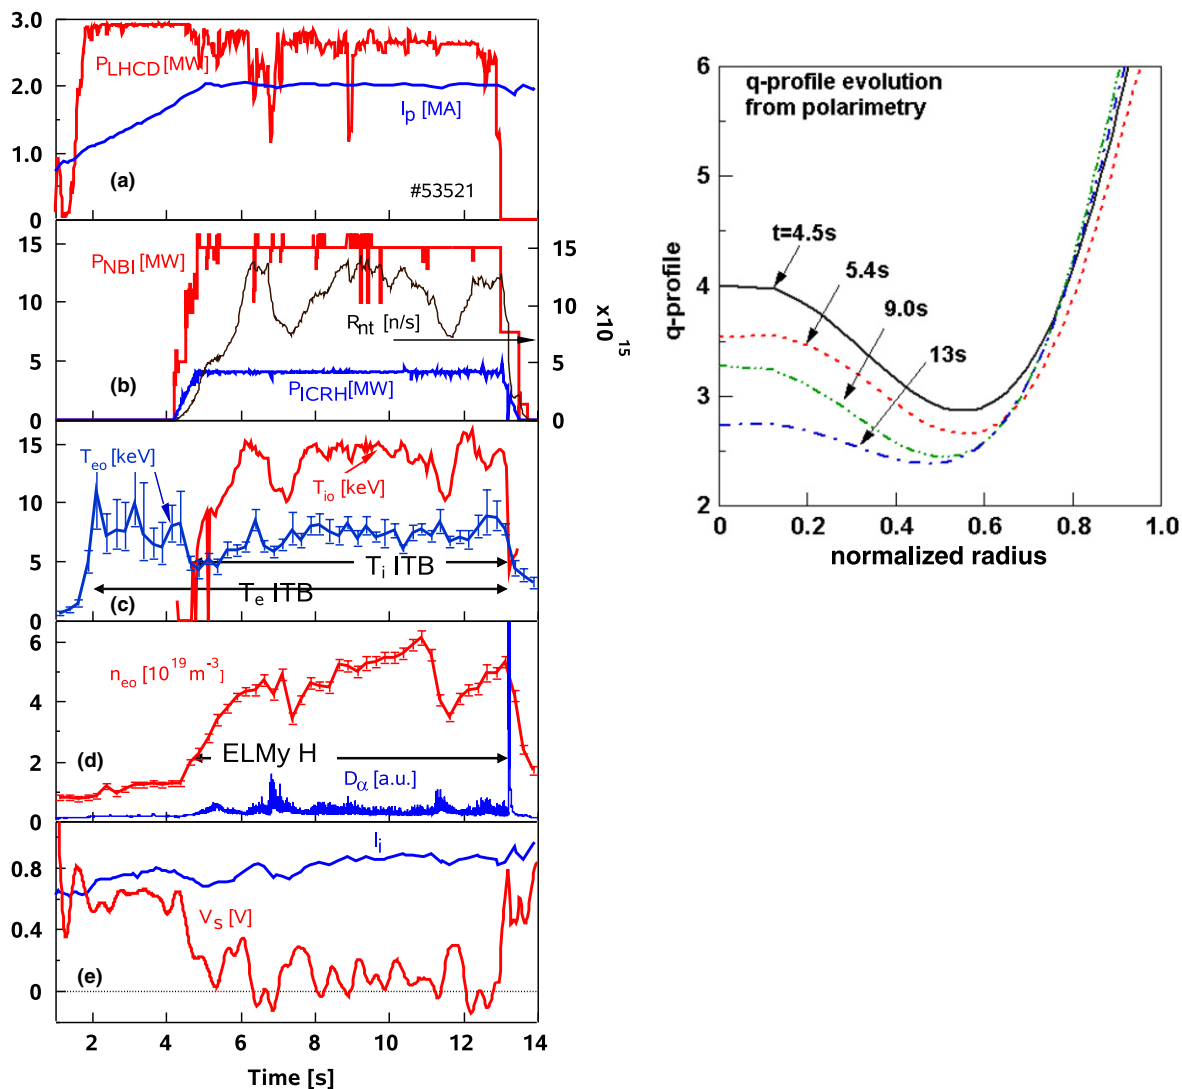 3.0
P_LHCD [MW]
2.0
I_p [MA]
1.0
(a)
#53521
0
15
P_NBI [MW]
15
10
R_nt [n/s]
10
x10^15
5
5
(b)
P_ICRH [MW]
0
0
15
T_eo [keV]
T_io [keV]
10
5
T_i ITB
T_e ITB
(c)
0
6
n_eo [10^19 m^-3]
4
(d)
ELMy H
2
D_α [a.u.]
0
l_i
0.8
V_s [V]
0.4
(e)
0
2 4 6 8 10 12 14
Time [s]
6
q-profile evolution
from polarimetry
5
t=4.5s
4
5.4s
9.0s
q-profile
13s
3
2
0 0.2 0.4 0.6 0.8 1.0
normalized radius